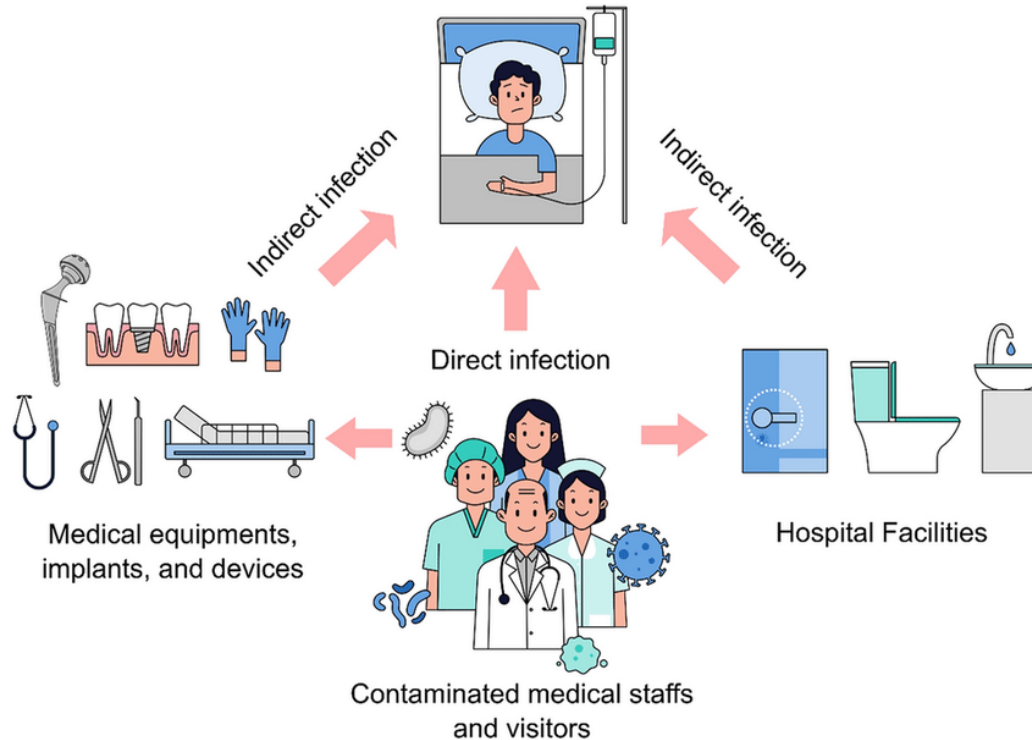 Indirect infection
Indirect infection
Direct infection
Medical equipments,
implants, and devices
Hospital Facilities
Contaminated medical staffs
and visitors